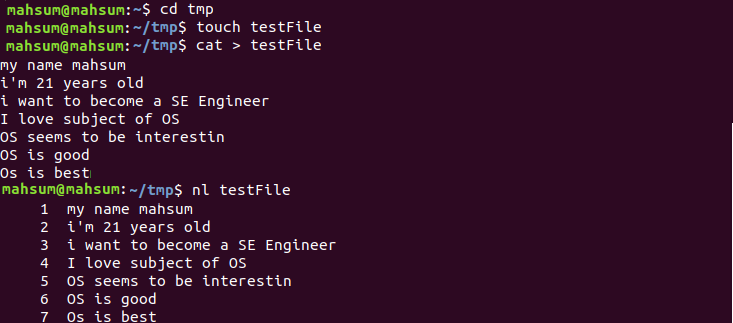 mahsum@mahsum:~$ cd tmp
mahsum@mahsum:~/tmp$ touch testFile
mahsum@mahsum:~/tmp$ cat > testFile
my name mahsum
i'm 21 years old
i want to become a SE Engineer
I love subject of OS
OS seems to be interestin
OS is good
Os is best
mahsum@mahsum:~/tmp$ nl testFile
1 my name mahsum
2 i'm 21 years old
3 i want to become a SE Engineer
4 I love subject of OS
5 OS seems to be interestin
6 OS is good
7 Os is best